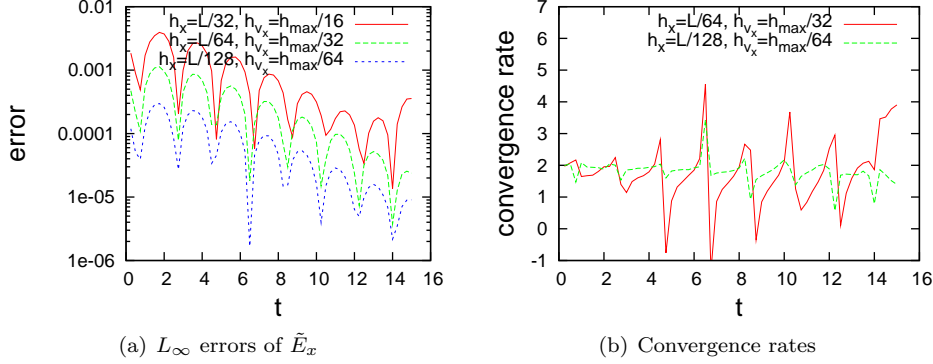 h_x=L/32, h_{v_x}=h_max/16
h_x=L/64, h_{v_x}=h_max/32
h_x=L/128, h_{v_x}=h_max/64
0.01
0.001
0.0001
1e-05
1e-06
error
0 2 4 6 8 10 12 14 16
t
(a) L_∞ errors of Ẽ_x
h_x=L/64, h_{v_x}=h_max/32
h_x=L/128, h_{v_x}=h_max/64
7
6
5
4
3
2
1
0
-1
convergence rate
0 2 4 6 8 10 12 14 16
t
(b) Convergence rates